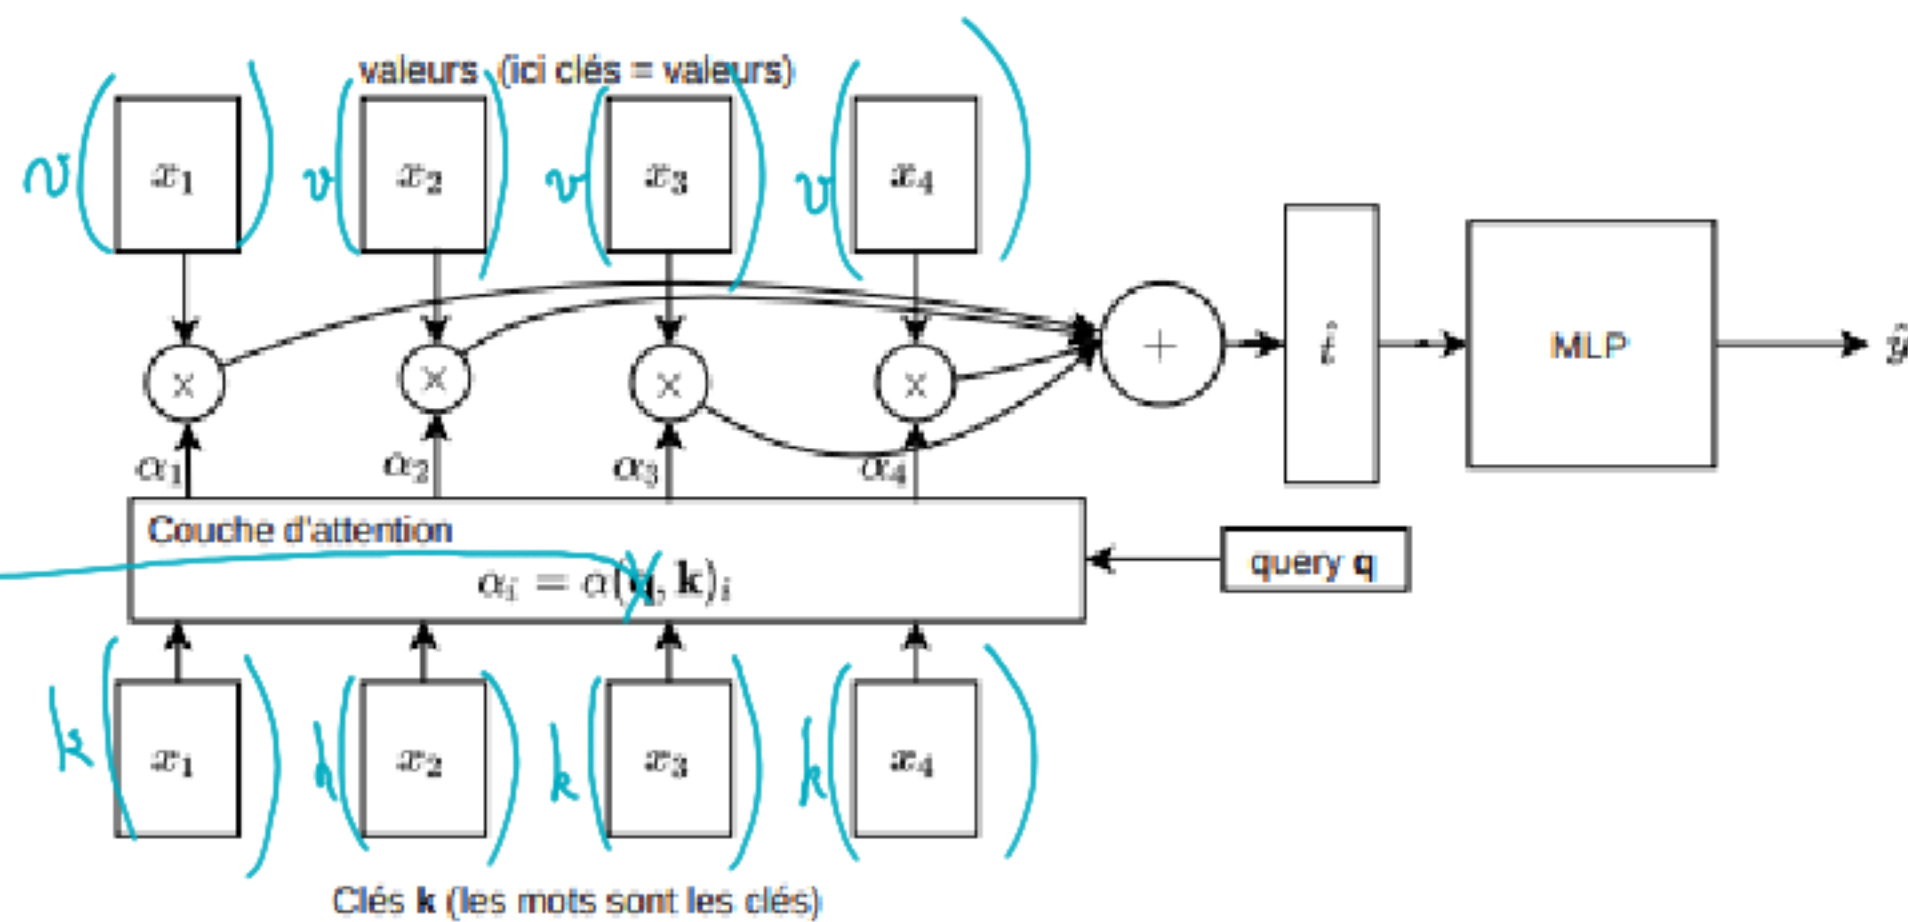 valeurs (ici clés = valeurs)
v( x₁ ) v( x₂ ) v( x₃ ) v( x₄ )
× × × × + MLP
α₁ α₂ α₃ α₄
Couche d'attention
αᵢ = α(q, k)ᵢ
query q
k( x₁ ) k( x₂ ) k( x₃ ) k( x₄ )
Clés k (les mots sont les clés)